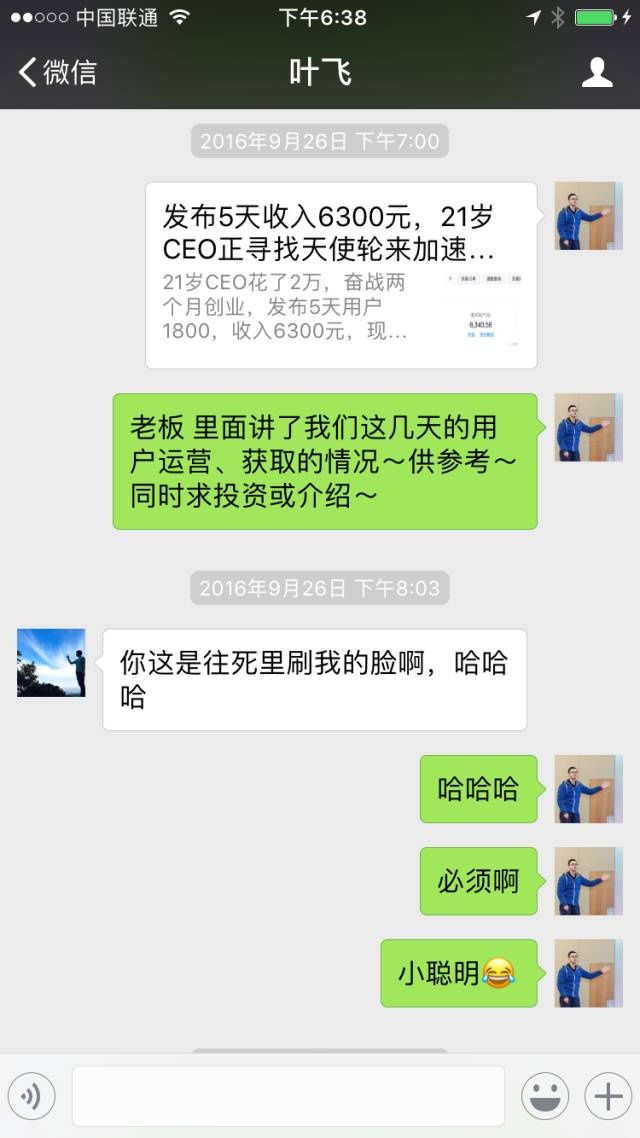 中国联通 下午6:38
微信 叶飞
2016年9月26日 下午7:00
发布5天收入6300元，21岁
CEO正寻找天使轮来加速...
21岁CEO花了2万，奋战两
个月创业，发布5天用户
1800，收入6300元，现...
6,340.56
老板 里面讲了我们这几天的用
户运营、获取的情况～供参考～
同时求投资或介绍～
2016年9月26日 下午8:03
你这是往死里刷我的脸啊，哈哈
哈
哈哈哈
必须啊
小聪明😂